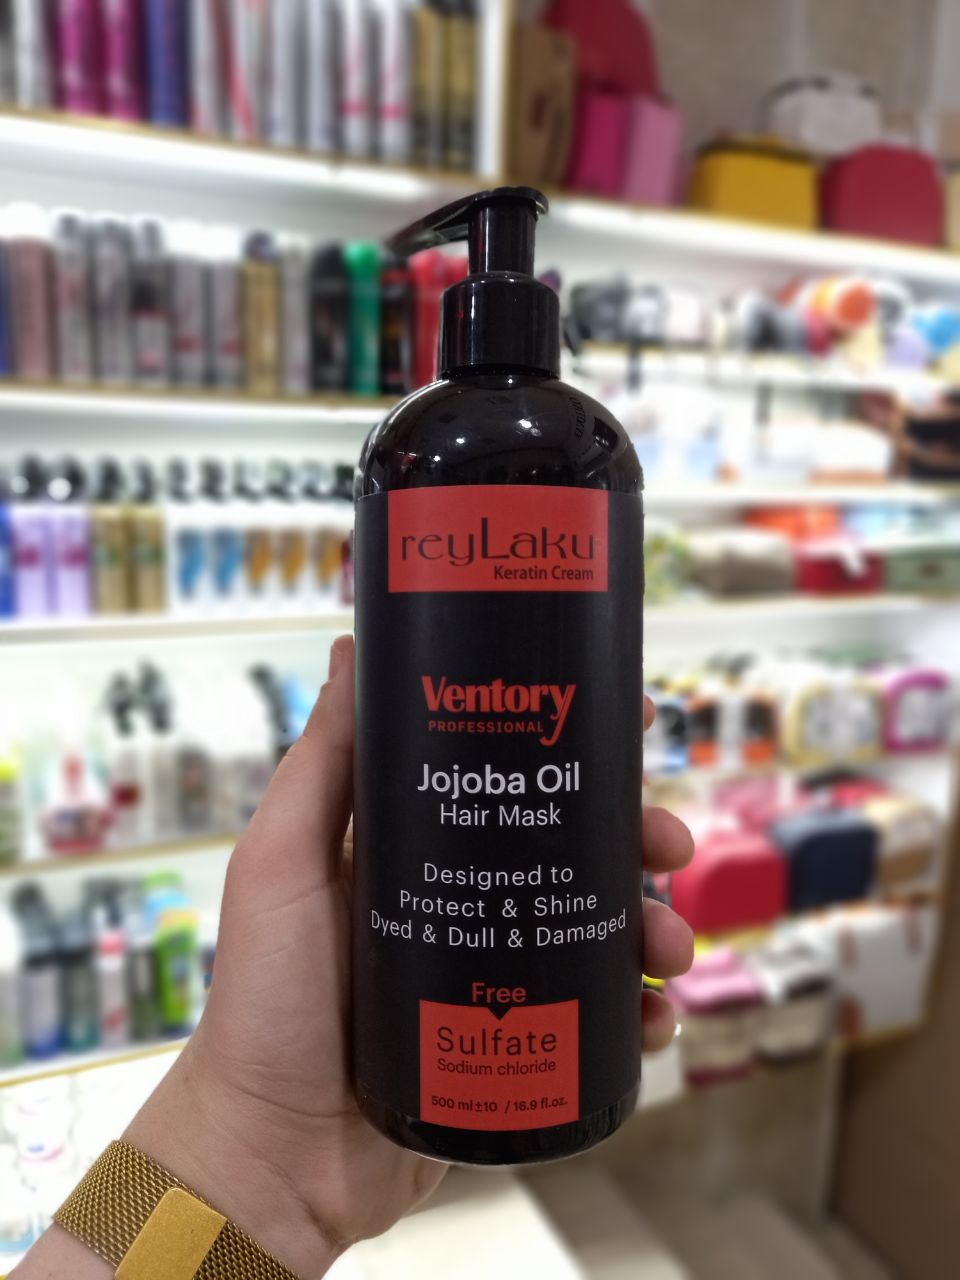 reyLaku
Keratin Cream
Ventory
PROFESSIONAL
Jojoba Oil
Hair Mask
Designed to
Protect & Shine
Dyed & Dull & Damaged
Free
Sulfate
Sodium chloride
500 ml ±10 / 16.9 fl.oz.